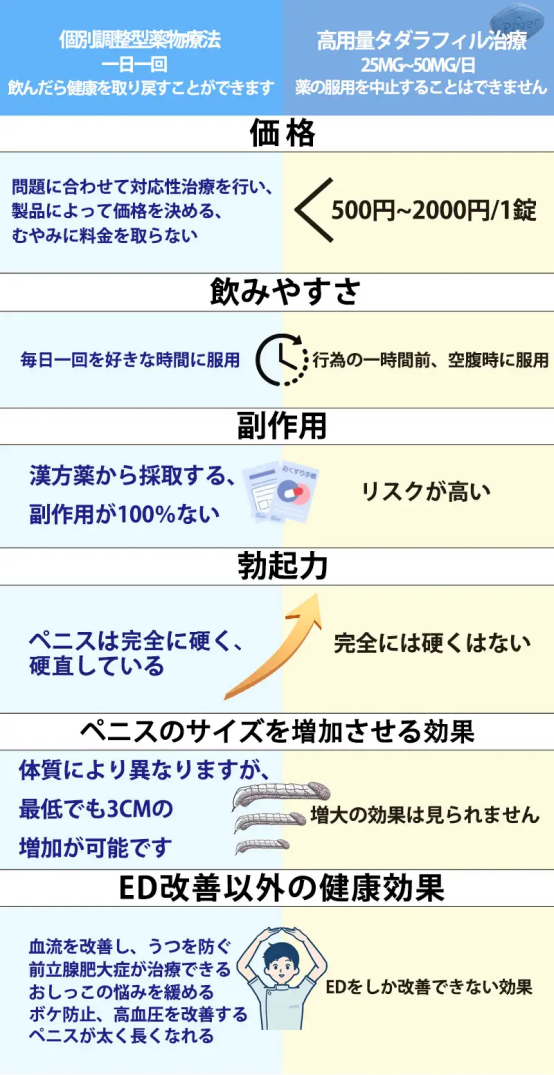 個別調整型薬物療法
一日一回
飲んだら健康を取り戻すことができます
Pfizer
高用量タダラフィル治療
25MG~50MG/日
薬の服用を中止することはできません
価格
問題に合わせて対応性治療を行い、
製品によって価格を決める、
むやみに料金を取らない
500円~2000円/1錠
飲みやすさ
毎日一回を好きな時間に服用
行為の一時間前、空腹時に服用
副作用
漢方薬から採取する、
副作用が100%ない
おくすり手帳
リスクが高い
勃起力
ペニスは完全に硬く、
硬直している
完全には硬くはない
ペニスのサイズを増加させる効果
体質により異なりますが、
最低でも3CMの
増加が可能です
増大の効果は見られません
ED改善以外の健康効果
血流を改善し、うつを防ぐ
前立腺肥大症が治療できる
おしっこの悩みを緩める
ボケ防止、高血圧を改善する
ペニスが太く長くなれる
EDをしか改善できない効果